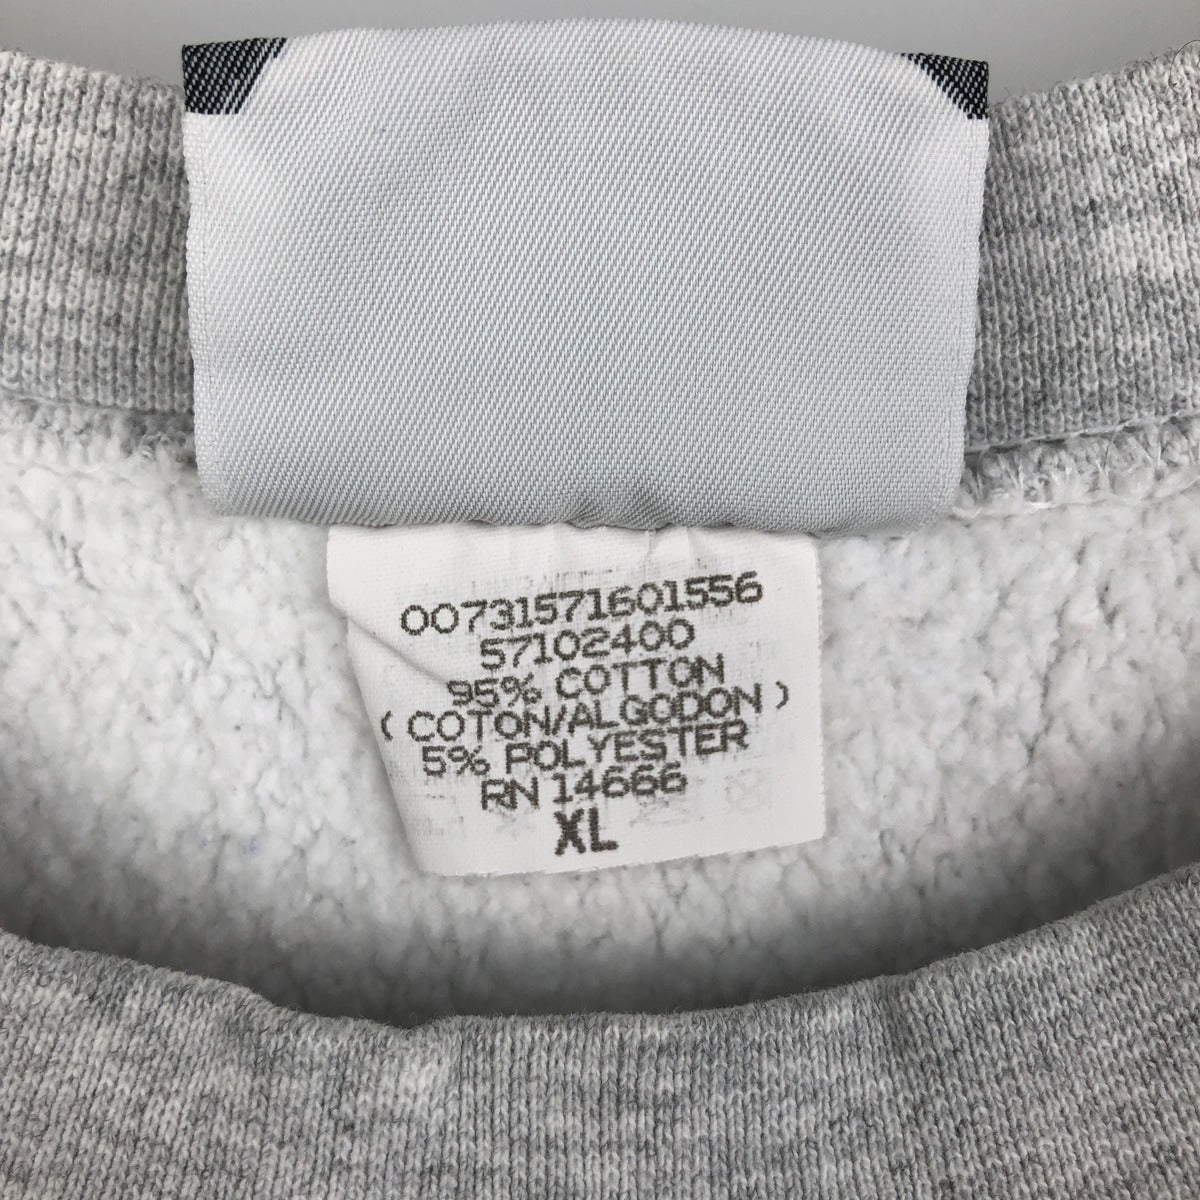 00731571601556
57102400
95% COTTON
(COTON/ALGODON)
5% POLYESTER
RN 14666
XL